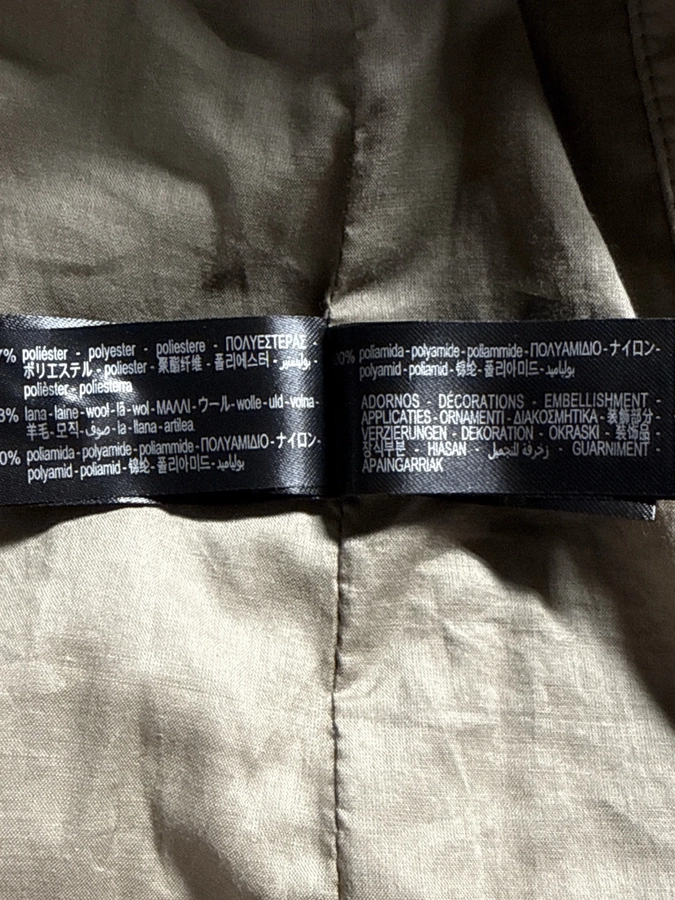 7% poliéster - polyester - poliestere - ΠΟΛΥΕΣΤΕΡΑΣ -
ポリエステル - poliester - 聚酯纤维 - 폴리에스터 - بوليستير -
polièster - poliesterra
3% lana - laine - wool - lã - wol - ΜΑΛΛΙ - ウール - wolle - uld - volna -
羊毛 - 모직 - صوف - la - llana - artilea
0% poliamida - polyamide - poliammide - ΠΟΛΥΑΜΙΔΙΟ - ナイロン -
polyamid - poliamid - 锦纶 - 폴리아미드 - بولياميد
0% poliamida - polyamide - poliammide - ΠΟΛΥΑΜΙΔΙΟ - ナイロン -
polyamid - poliamid - 锦纶 - 폴리아미드 - بولياميد
ADORNOS - DÉCORATIONS - EMBELLISHMENT -
APPLICATIES - ORNAMENTI - ΔΙΑΚΟΣΜΗΤΙΚΑ - 装飾部分 -
VERZIERUNGEN - DEKORATION - OKRASKI - 装饰品 -
장식부분 - HIASAN - زخرفة للتجميل - GUARNIMENT -
APAINGARRIAK